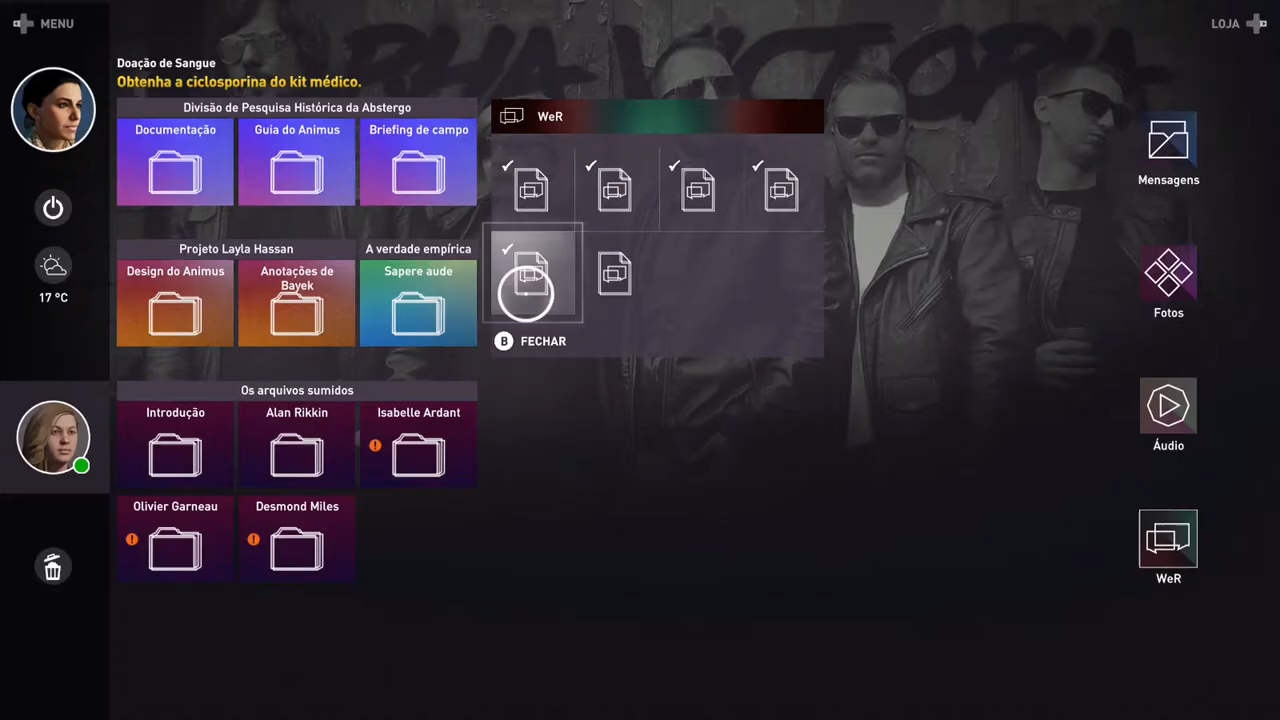 MENU
LOJA
Doação de Sangue
Obtenha a ciclosporina do kit médico.
Divisão de Pesquisa Histórica da Abstergo
Documentação
Guia do Animus
Briefing de campo
WeR
Mensagens
Projeto Layla Hassan
A verdade empírica
Design do Animus
Anotações de
Bayek
Sapere aude
17 °C
Fotos
B FECHAR
Os arquivos sumidos
Introdução
Alan Rikkin
Isabelle Ardant
Áudio
Olivier Garneau
Desmond Miles
WeR